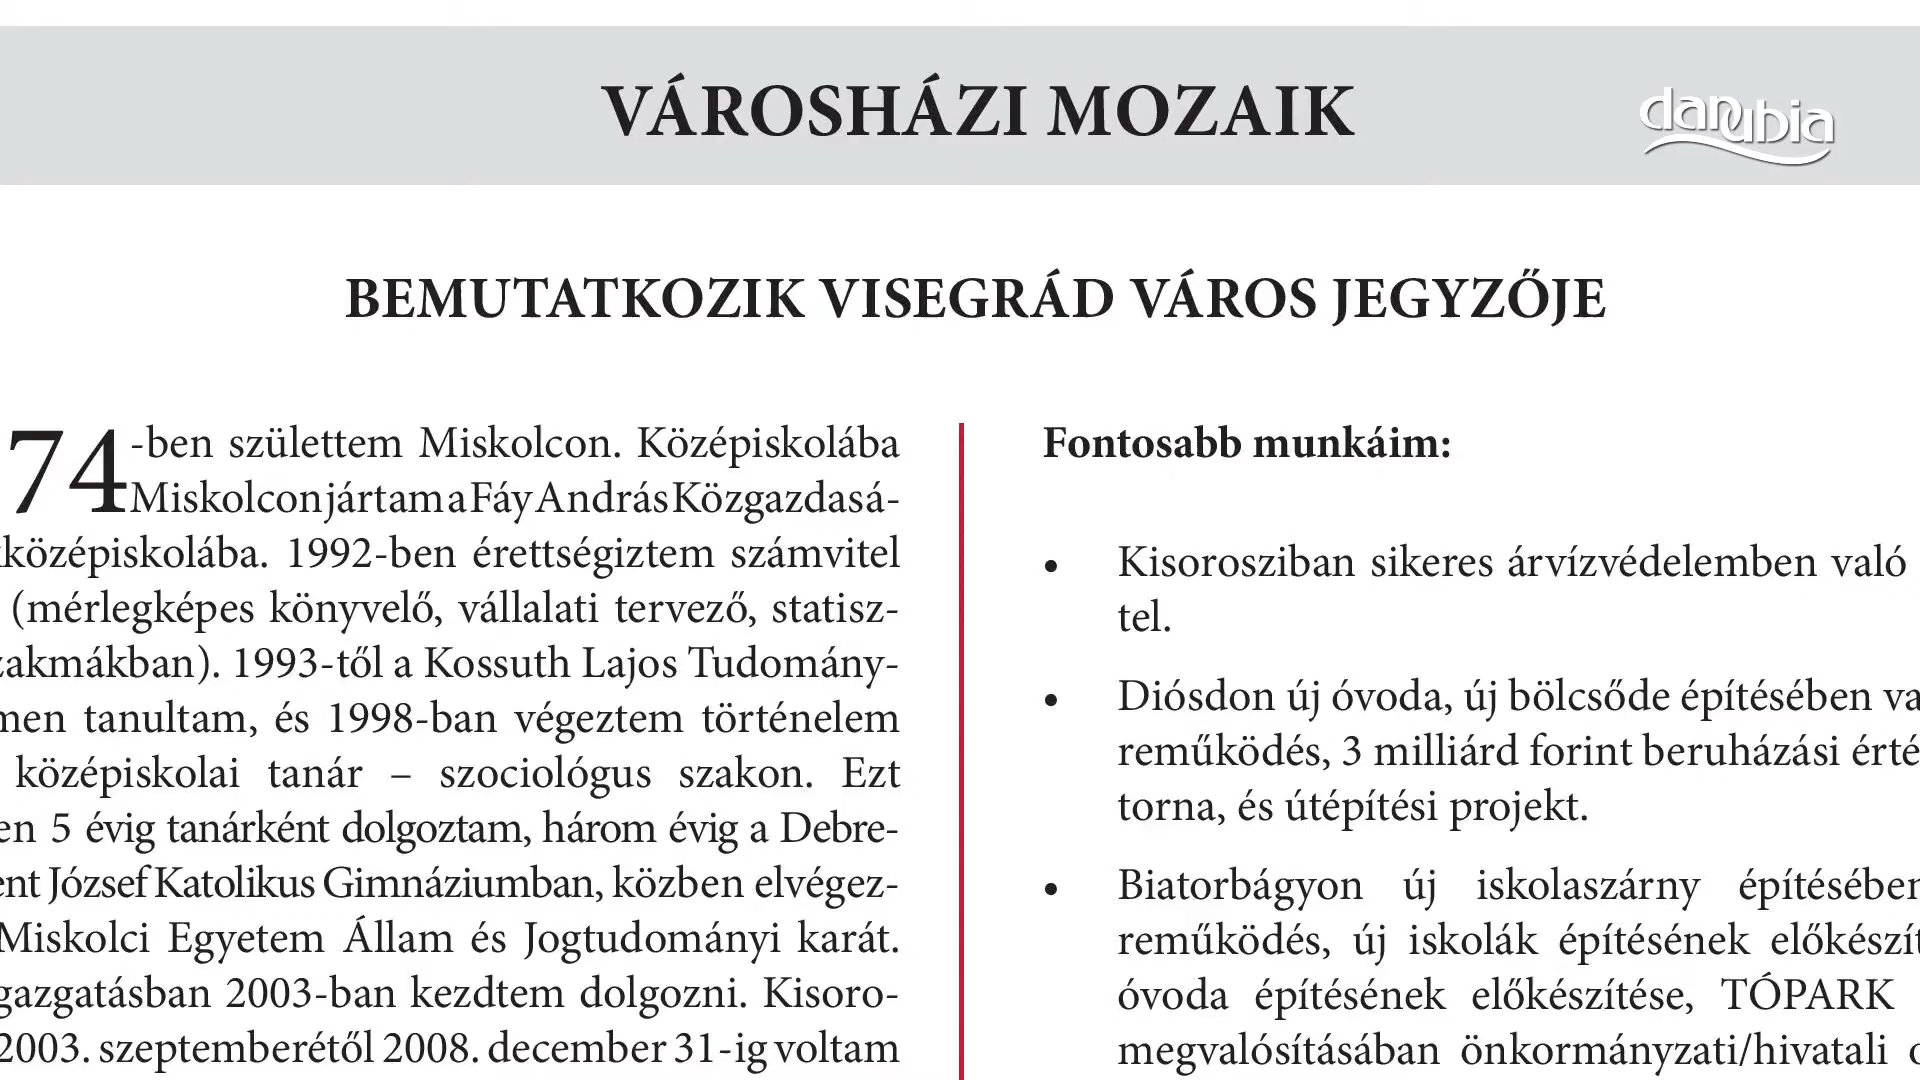 VÁROSHÁZI MOZAIK
danubia
BEMUTATKOZIK VISEGRÁD VÁROS JEGYZŐJE
74-ben születtem Miskolcon. Középiskolába
Miskolcon jártam a Fáy András Közgazdasá-
középiskolába. 1992-ben érettségiztem számvitel
(mérlegképes könyvelő, vállalati tervező, statisz-
zakmákban). 1993-től a Kossuth Lajos Tudomány-
men tanultam, és 1998-ban végeztem történelem
középiskolai tanár – szociológus szakon. Ezt
en 5 évig tanárként dolgoztam, három évig a Debre-
ent József Katolikus Gimnáziumban, közben elvégez-
Miskolci Egyetem Állam és Jogtudományi karát.
gazgatásban 2003-ban kezdtem dolgozni. Kisoro-
2003. szeptemberétől 2008. december 31-ig voltam
Fontosabb munkáim:
• Kisorosziban sikeres árvízvédelemben való
tel.
• Diósdon új óvoda, új bölcsőde építésében va
reműködés, 3 milliárd forint beruházási érté
torna, és útépítési projekt.
• Biatorbágyon új iskolaszárny építésében
reműködés, új iskolák építésének előkészít
óvoda építésének előkészítése, TÓPARK
megvalósításában önkormányzati/hivatali